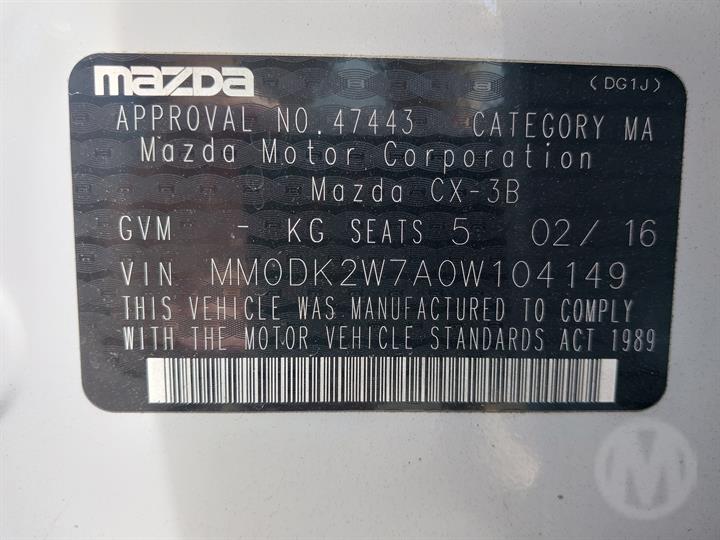 mazDa
(DG1J)
APPROVAL NO. 47443 CATEGORY MA
Mazda Motor Corporation
Mazda CX-3B
GVM - KG SEATS 5 02/16
VIN MM0DK2W7A0W104149
THIS VEHICLE WAS MANUFACTURED TO COMPLY
WITH THE MOTOR VEHICLE STANDARDS ACT 1989
M